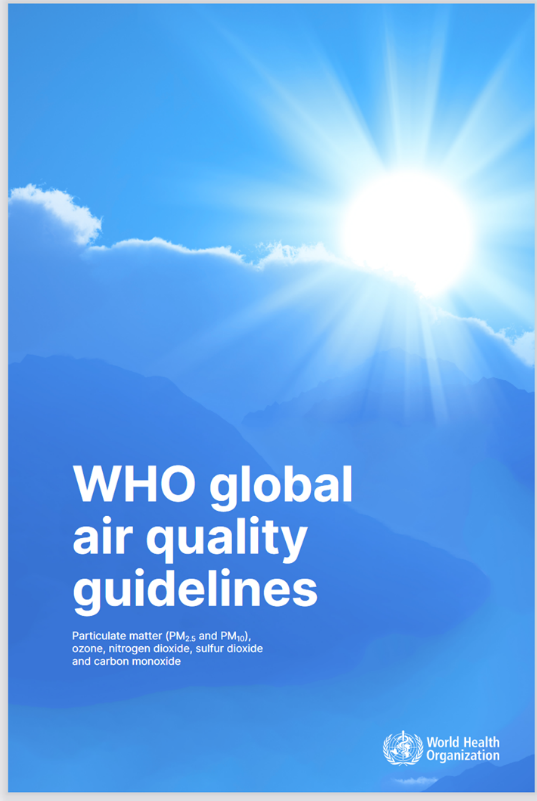 WHO global
air quality
guidelines
Particulate matter (PM₂.₅ and PM₁₀),
ozone, nitrogen dioxide, sulfur dioxide
and carbon monoxide
World Health
Organization